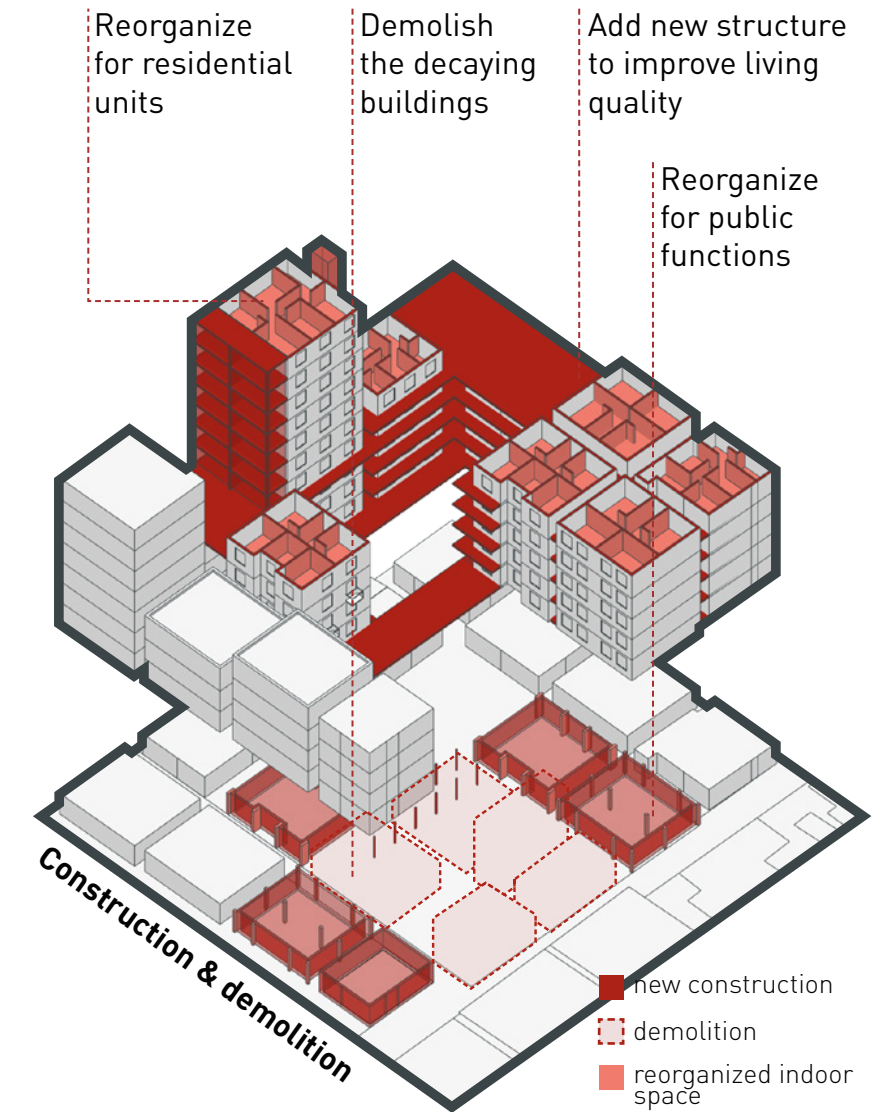 Reorganize
for residential
units
Demolish
the decaying
buildings
Add new structure
to improve living
quality
Reorganize
for public
functions
Construction & demolition
new construction
demolition
reorganized indoor
space